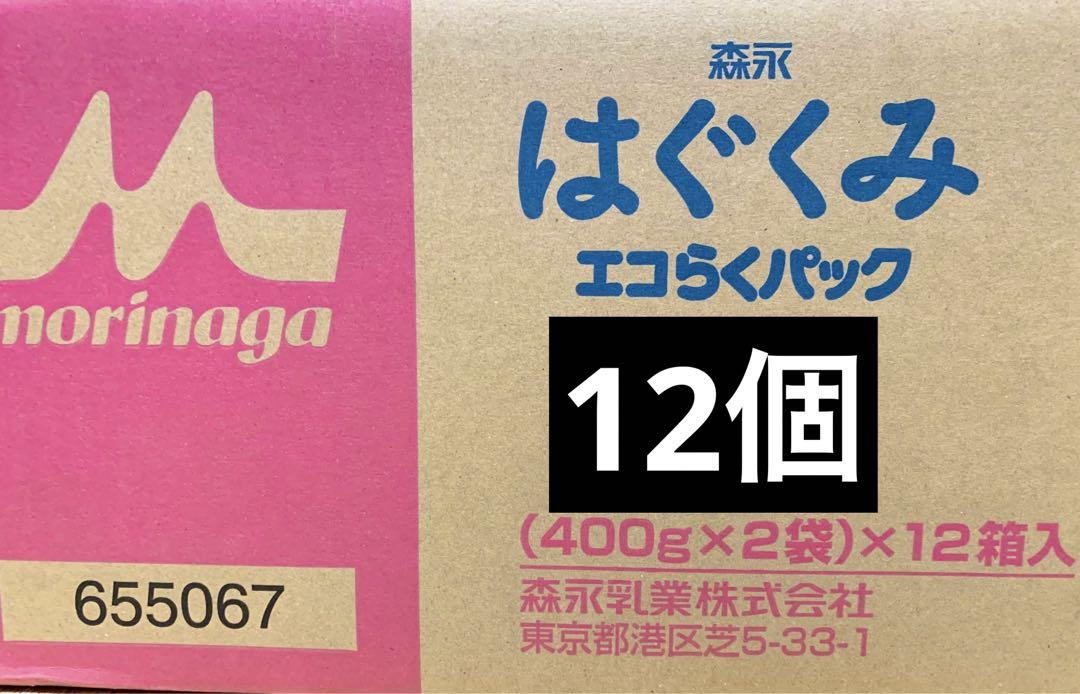 morinaga
655067
森永
はぐくみ
エコらくパック
12個
(400g×2袋)×12箱入
森永乳業株式会社
東京都港区芝5-33-1